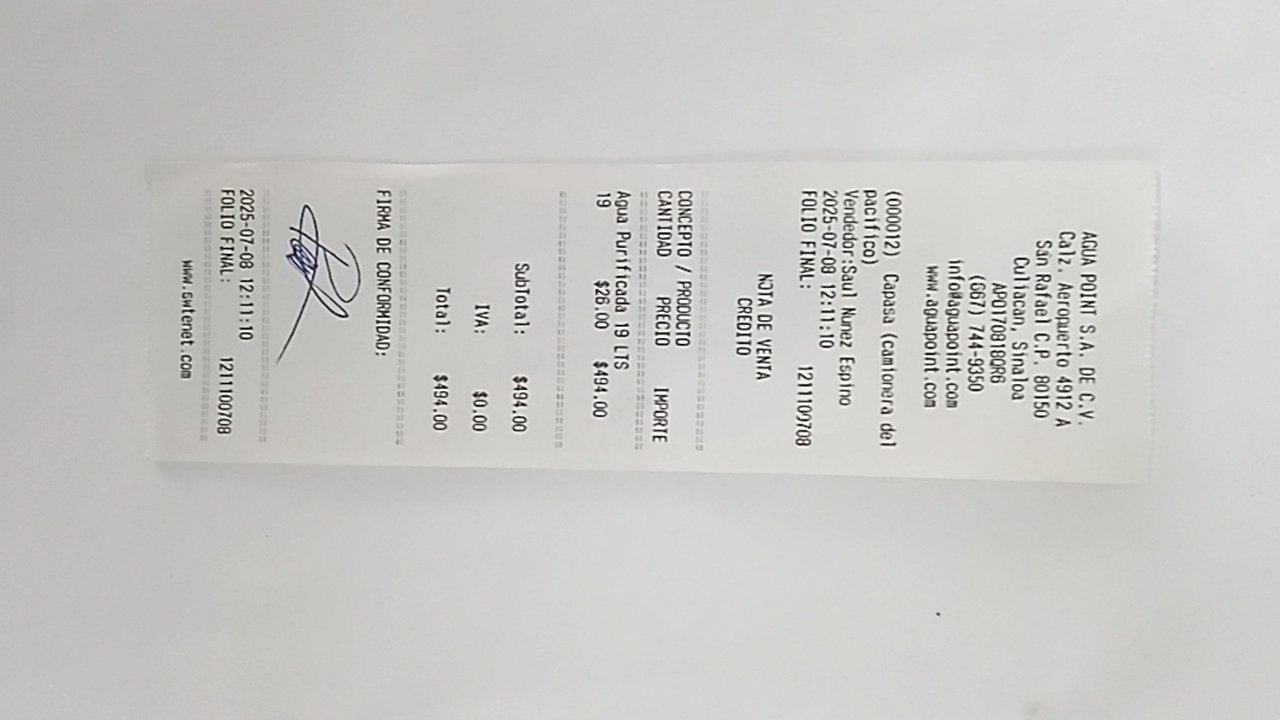 AGUA POINT S.A. DE C.V.
Calz. Aeropuerto 4912 A
San Rafael C.P. 80150
Culiacan, Sinaloa
APO170818QR6
(667) 744-9350
info@aguapoint.com
www.aguapoint.com
(000012) Capasa (camionera del
pacifico)
Vendedor:Saul Nunez Espino
2025-07-08 12:11:10
FOLIO FINAL: 1211100708
NOTA DE VENTA
CREDITO
CONCEPTO / PRODUCTO
CANTIDAD PRECIO IMPORTE
Agua Purificada 19 LTS
19 $26.00 $494.00
SubTotal: $494.00
IVA: $0.00
Total: $494.00
FIRMA DE CONFORMIDAD:
2025-07-08 12:11:10
FOLIO FINAL: 1211100708
www.swtenet.com